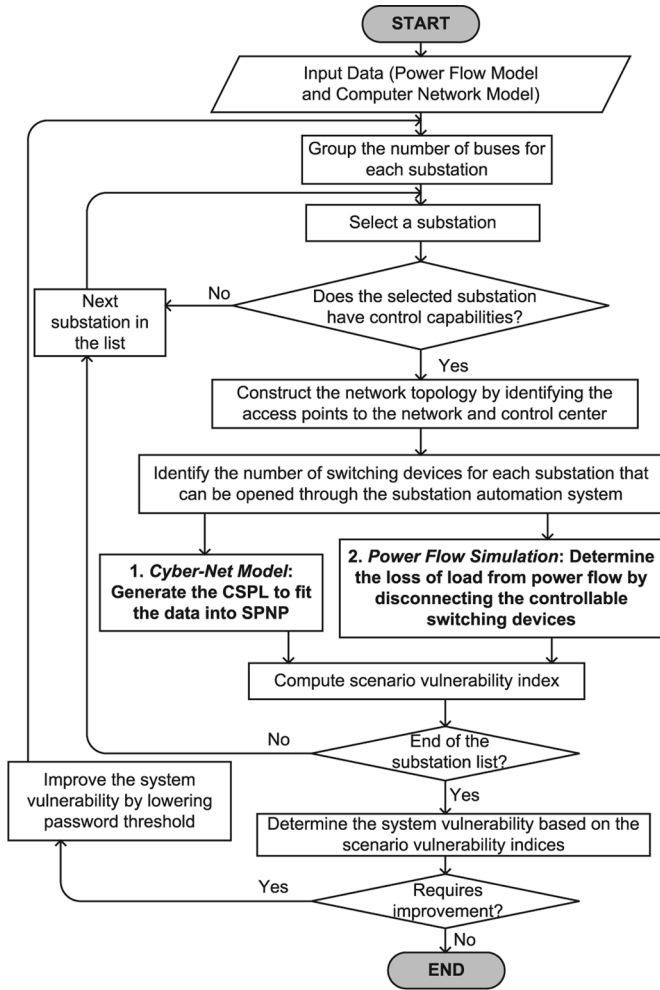 START
Input Data (Power Flow Model
and Computer Network Model)
Group the number of buses for
each substation
Select a substation
Does the selected substation
have control capabilities?
No
Next
substation in
the list
Yes
Construct the network topology by identifying the
access points to the network and control center
Identify the number of switching devices for each substation that
can be opened through the substation automation system
1. Cyber-Net Model:
Generate the CSPL to fit
the data into SPNP
2. Power Flow Simulation: Determine
the loss of load from power flow by
disconnecting the controllable
switching devices
Compute scenario vulnerability index
End of the
substation list?
No
Yes
Improve the system
vulnerability by lowering
password threshold
Determine the system vulnerability based on the
scenario vulnerability indices
Requires
improvement?
Yes
No
END